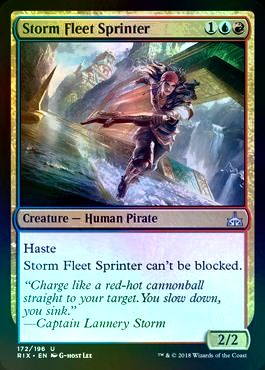 Storm Fleet Sprinter 1
Creature — Human Pirate
Haste
Storm Fleet Sprinter can't be blocked.
“Charge like a red-hot cannonball
straight to your target. You slow down,
you sink.”
—Captain Lannery Storm
2/2
172/196 U
RIX • EN G-HOST LEE
™ & © 2018 Wizards of the Coast